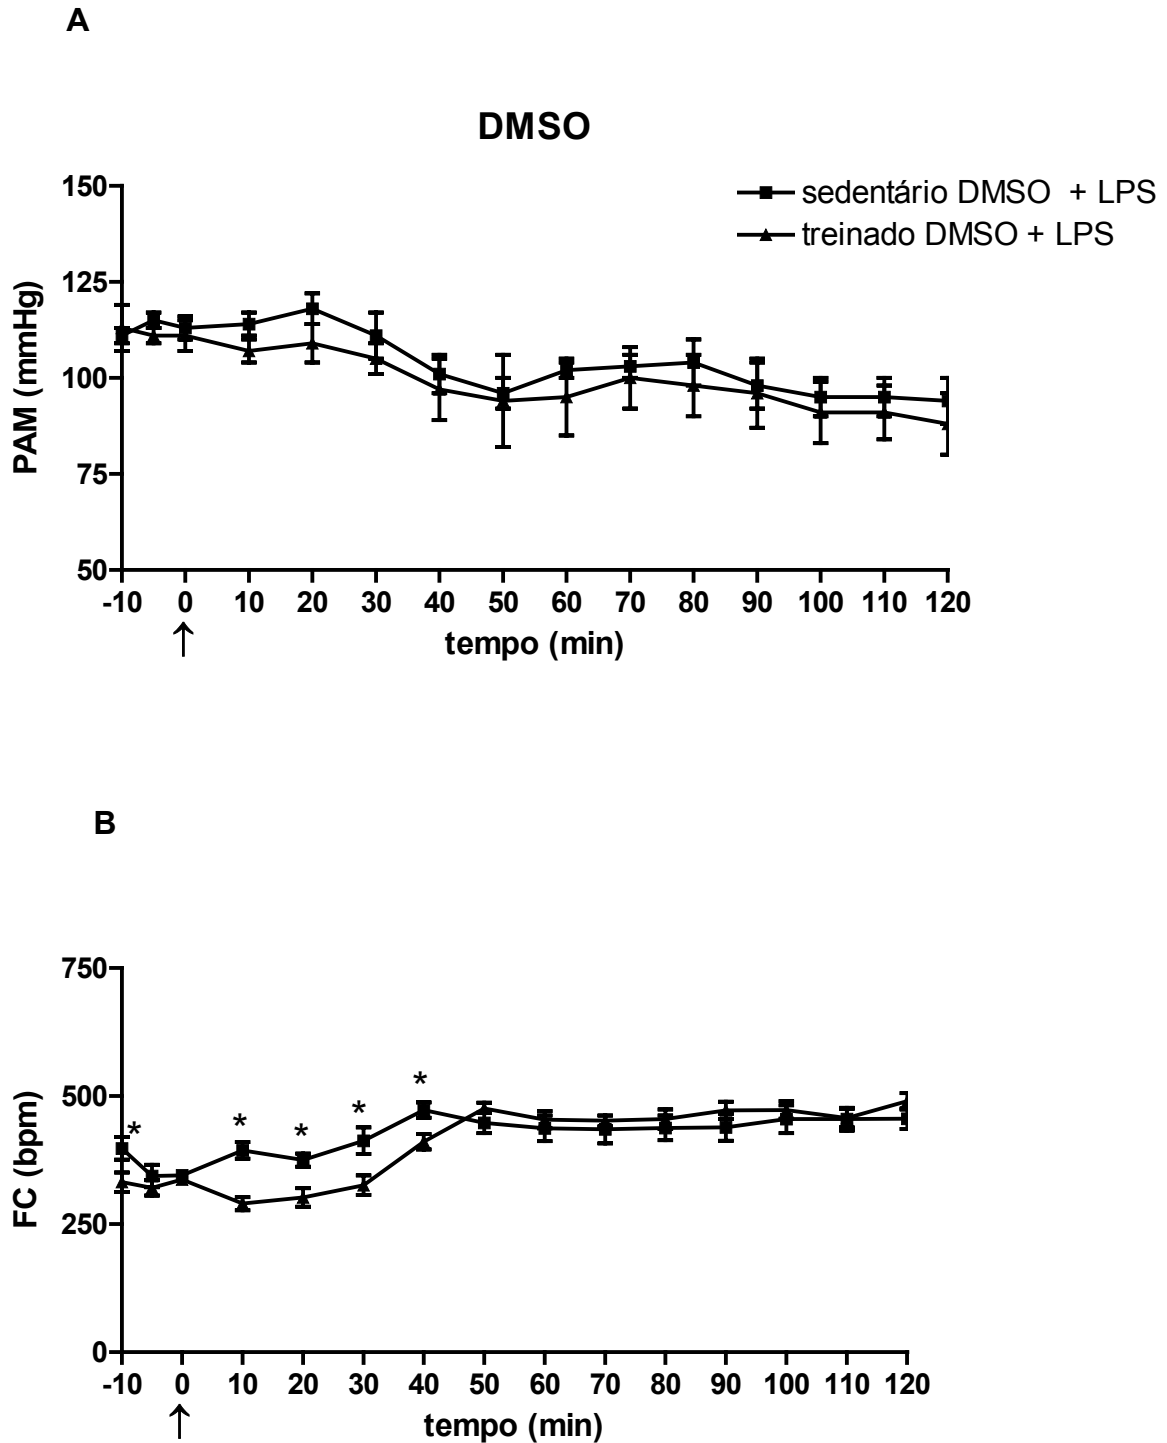 A
DMSO
sedentário DMSO + LPS
treinado DMSO + LPS
PAM (mmHg)
150
125
100
75
50
-10 0 10 20 30 40 50 60 70 80 90 100 110 120
↑
tempo (min)
B
FC (bpm)
750
500
250
0
* * * * *
-10 0 10 20 30 40 50 60 70 80 90 100 110 120
↑
tempo (min)